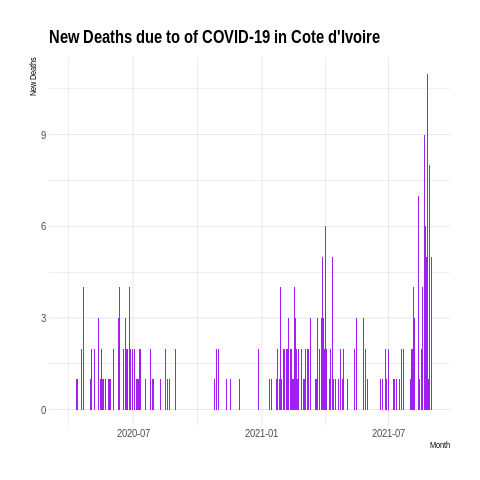 New Deaths due to of COVID-19 in Cote d'Ivoire
New Deaths
9
6
3
0
2020-07
2021-01
2021-07
Month